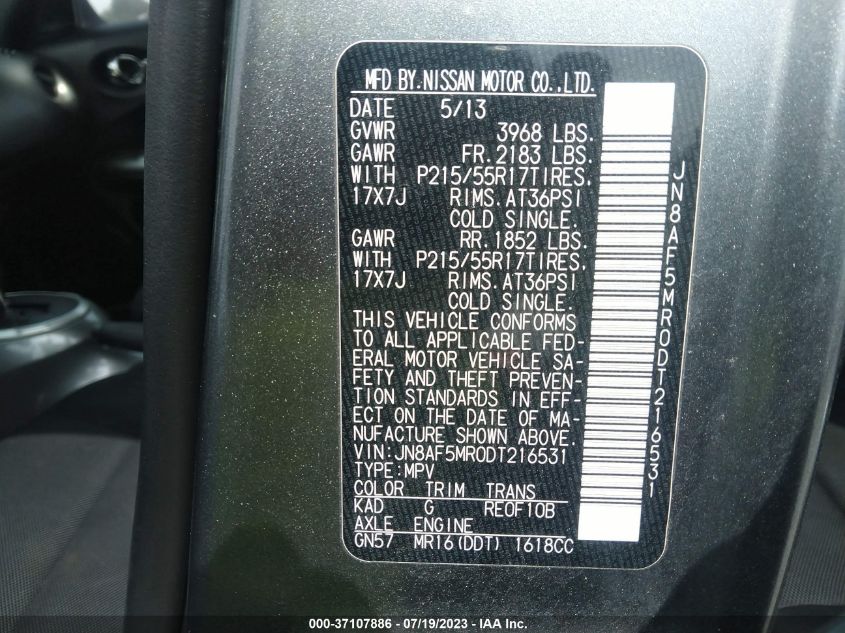 MFD BY.NISSAN MOTOR CO.,LTD.
DATE 5/13
GVWR 3968 LBS.
GAWR FR.2183 LBS.
WITH P215/55R17TIRES,
17X7J RIMS.AT36PSI
COLD SINGLE.
GAWR RR.1852 LBS.
WITH P215/55R17TIRES,
17X7J RIMS.AT36PSI
COLD SINGLE.
THIS VEHICLE CONFORMS
TO ALL APPLICABLE FED-
ERAL MOTOR VEHICLE SA-
FETY AND THEFT PREVEN-
TION STANDARDS IN EFF-
ECT ON THE DATE OF MA-
NUFACTURE SHOWN ABOVE.
VIN:JN8AF5MR0DT216531
TYPE:MPV
COLOR TRIM TRANS
KAD G RE0F10B
AXLE ENGINE
GN57 MR16(DDT) 1618CC
JN8AF5MR0DT216531
000-37107886 - 07/19/2023 - Copyright IAA, Inc.